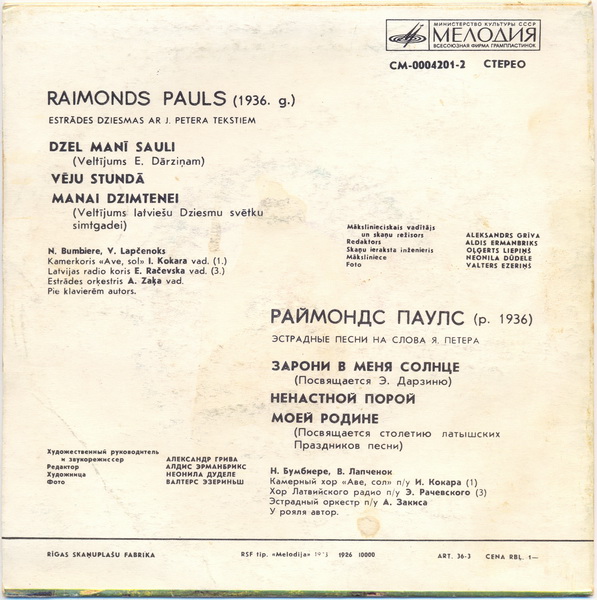 МИНИСТЕРСТВО КУЛЬТУРЫ СССР
МЕЛОДИЯ
ВСЕСОЮЗНАЯ ФИРМА ГРАМПЛАСТИНОК
СМ-0004201-2 СТЕРЕО
RAIMONDS PAULS (1936. g.)
ESTRĀDES DZIESMAS AR J. PETERA TEKSTIEM
DZEL MANĪ SAULI
(Veltījums E. Dārziņam)
VĒJU STUNDĀ
MANAI DZIMTENEI
(Veltījums latviešu Dziesmu svētku
simtgadei)
N. Bumbiere, V. Lapčenoks
Kamerkoris «Ave, sol» I. Kokara vad. (1.)
Latvijas radio koris E. Račevska vad. (3.)
Estrādes orķestris A. Zaķa vad.
Pie klavierēm autors.
Mākslinieciskais vadītājs
un skaņu režisors ALEKSANDRS GRĪVA
Redaktors ALDIS ERMANBRIKS
Skaņu ieraksta inženieris OĻGERTS LIEPIŅŠ
Māksliniece NEONILA DŪDELE
Foto VALTERS EZERIŅŠ
РАЙМОНДС ПАУЛС (р. 1936)
ЭСТРАДНЫЕ ПЕСНИ НА СЛОВА Я. ПЕТЕРА
ЗАРОНИ В МЕНЯ СОЛНЦЕ
(Посвящается Э. Дарзиню)
НЕНАСТНОЙ ПОРОЙ
МОЕЙ РОДИНЕ
(Посвящается столетию латышских
Праздников песни)
Н. Бумбиере, В. Лапченок
Камерный хор «Аве, сол» п/у И. Кокара (1)
Хор Латвийского радио п/у Э. Рачевского (3)
Эстрадный оркестр п/у А. Закиса
У рояля автор.
Художественный руководитель
и звукорежиссер АЛЕКСАНДР ГРИВА
Редактор АЛДИС ЭРМАНБРИКС
Художница НЕОНИЛА ДУДЕЛЕ
Фото ВАЛТЕРС ЭЗЕРИНЬШ
RĪGAS SKAŅUPLAŠU FABRIKA
RSF tip. «Melodija» 1926 10000
ART. 36-3
CENA RBĻ. 1—